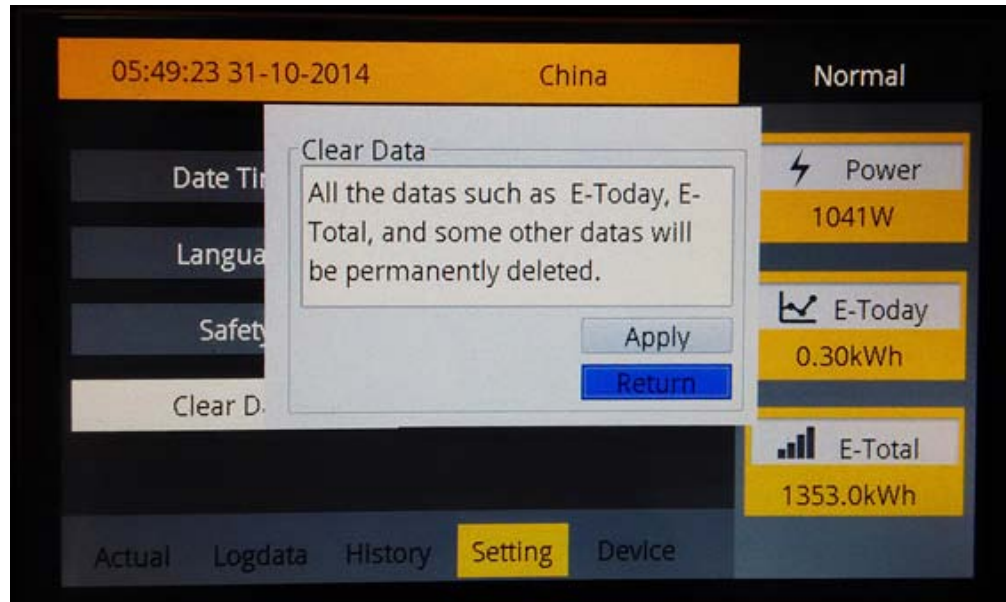 05:49:23 31-10-2014 China Normal
Date Ti
Langua
Safety
Clear D
Clear Data
All the datas such as E-Today, E-
Total, and some other datas will
be permanently deleted.
Apply
Return
Power
1041W
E-Today
0.30kWh
E-Total
1353.0kWh
Actual Logdata History Setting Device